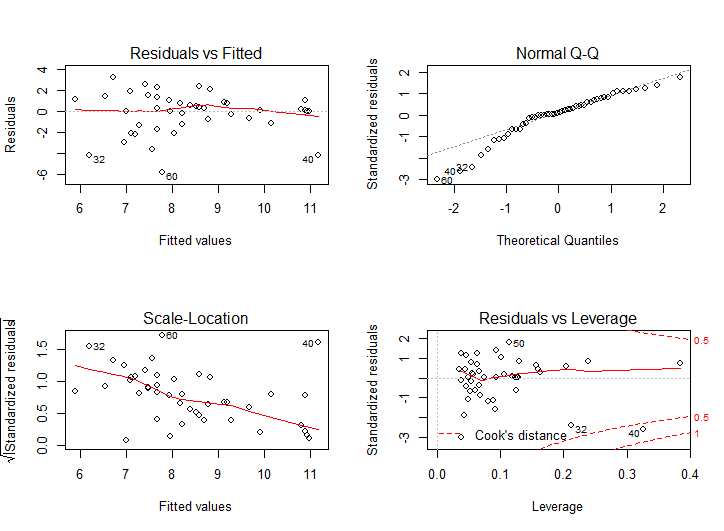 Residuals vs Fitted
Residuals
4
2
0
-2
-6
32
60
40
6 7 8 9 10 11
Fitted values
Normal Q-Q
Standardized residuals
2
1
0
-1
-3
40
32
60
-2 -1 0 1 2
Theoretical Quantiles
Scale-Location
√|Standardized residuals|
1.5
1.0
0.5
0.0
32
60
40
6 7 8 9 10 11
Fitted values
Residuals vs Leverage
Standardized residuals
2
1
0
-1
-3
50
32
40
Cook's distance
0.5
0.5
1
0.0 0.1 0.2 0.3 0.4
Leverage